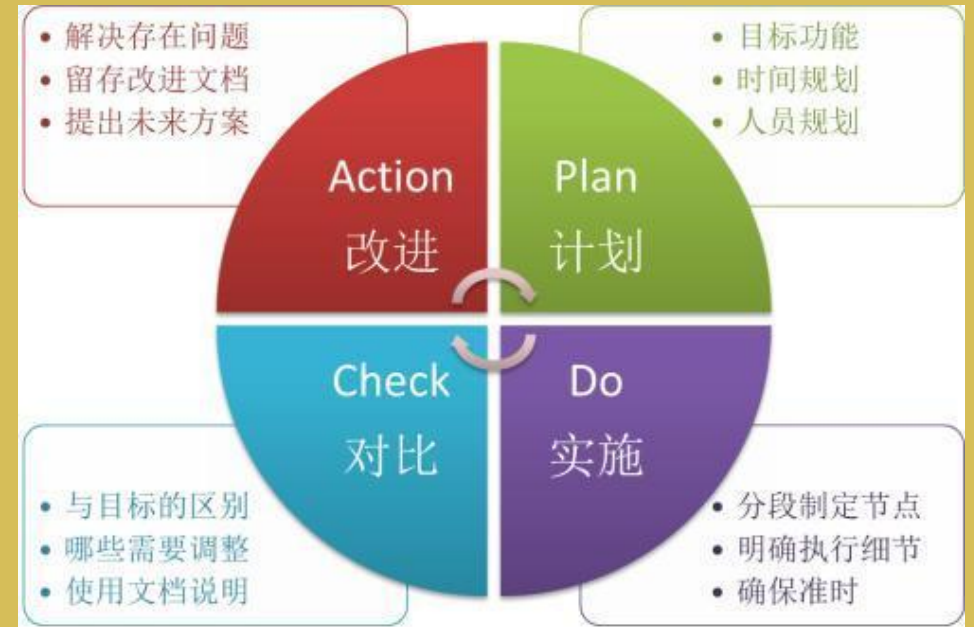 • 解决存在问题
• 留存改进文档
• 提出未来方案
• 目标功能
• 时间规划
• 人员规划
Action
改进
Plan
计划
Check
对比
Do
实施
• 与目标的区别
• 哪些需要调整
• 使用文档说明
• 分段制定节点
• 明确执行细节
• 确保准时